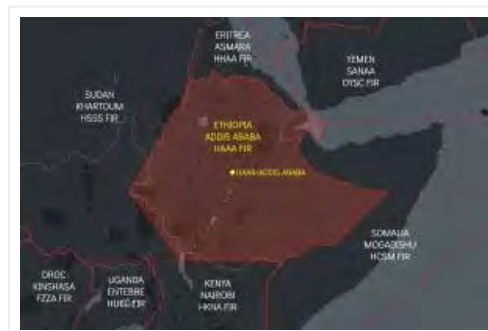 ERITREA
ASMARA
HHAA FIR
YEMEN
SANAA
OYSC FIR
SUDAN
KHARTOUM
HSSS FIR
ETHIOPIA
ADDIS ABABA
HAAA FIR
HAAB/ADDIS ABABA
SOMALIA
MOGADISHU
HCSM FIR
DROC
KINSHASA
FZZA FIR
UGANDA
ENTEBBE
HUEC FIR
KENYA
NAIROBI
HKNA FIR